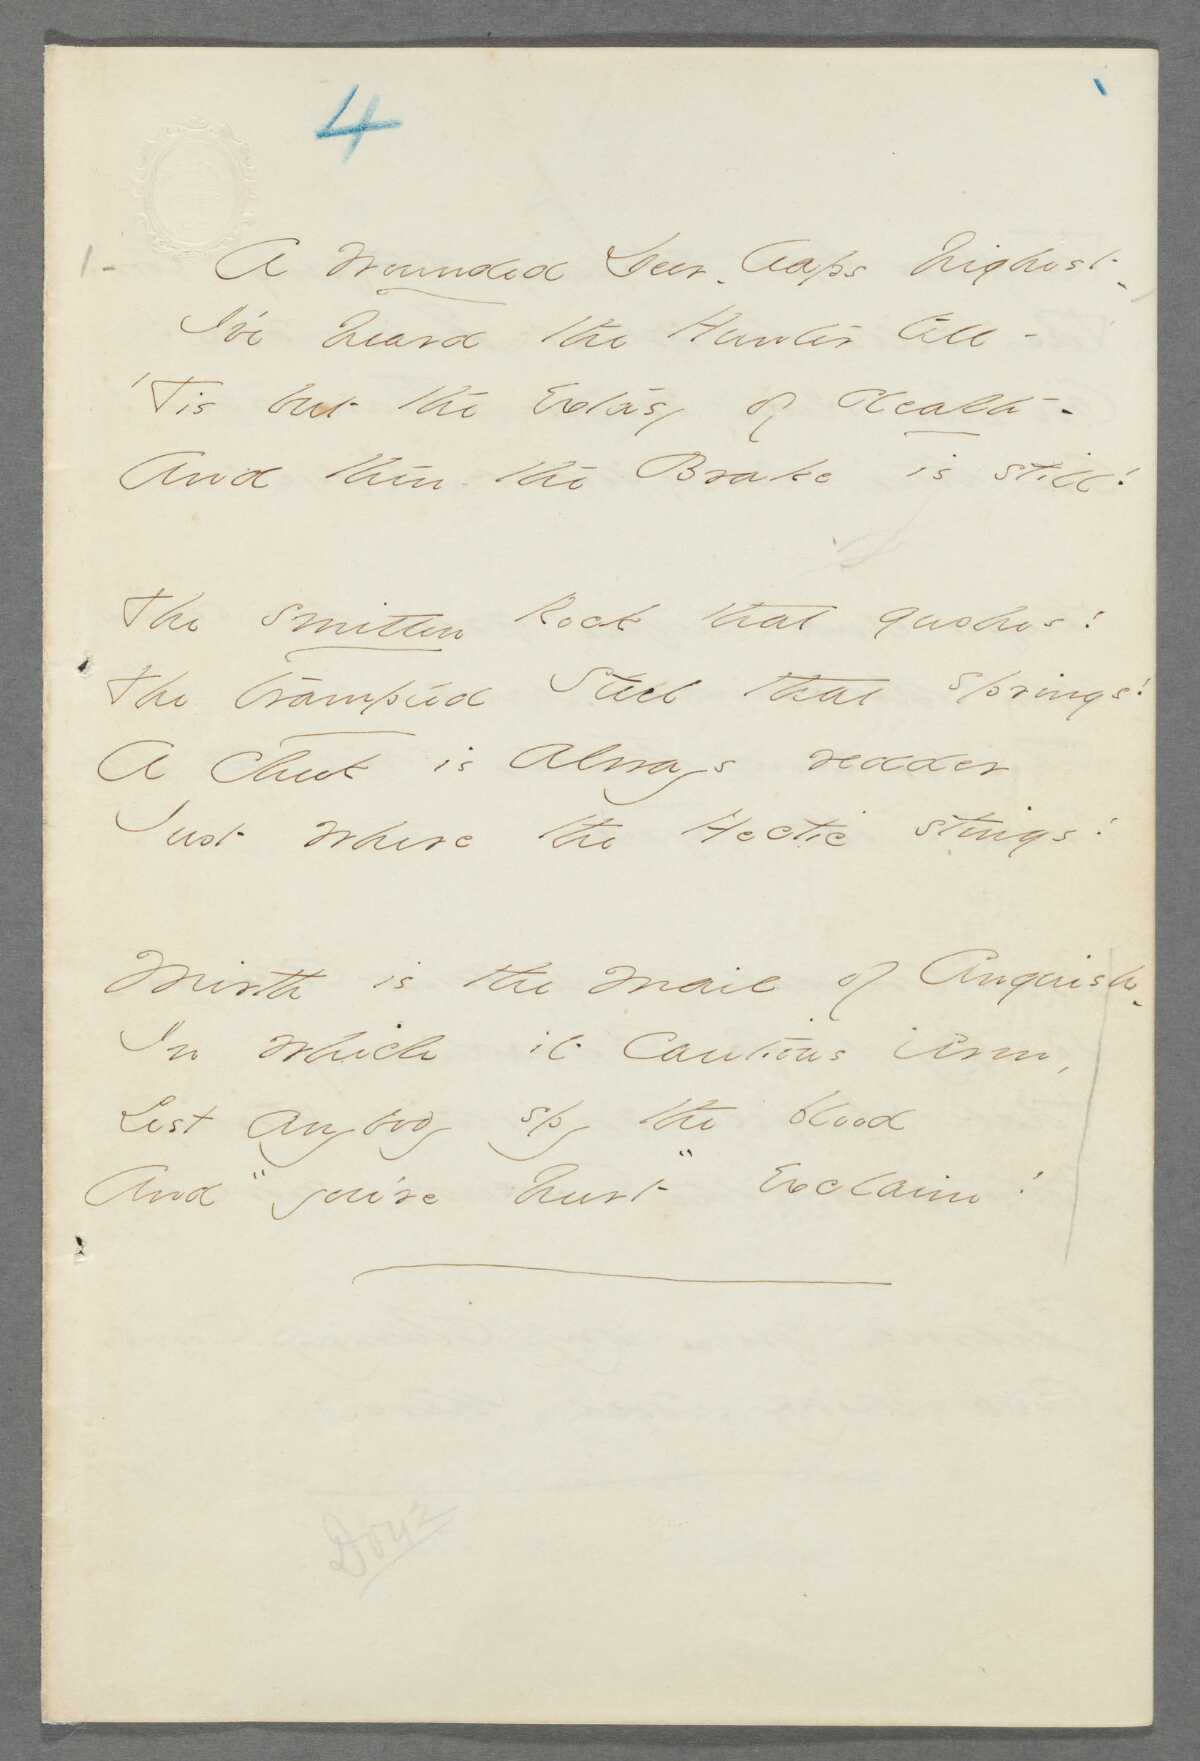 4
1-
A wounded Deer - leaps highest -
I've heard the Hunter tell -
'Tis but the Extasy of death -
And then the Brake is still!
The smitten Rock that gushes!
The trampled Steel that springs!
A Cheek is always redder
Just where the Hectic stings!
Mirth is the Mail of Anguish -
In which it Cautious Arm,
Lest Anybody spy the blood
And "you're hurt" exclaim!